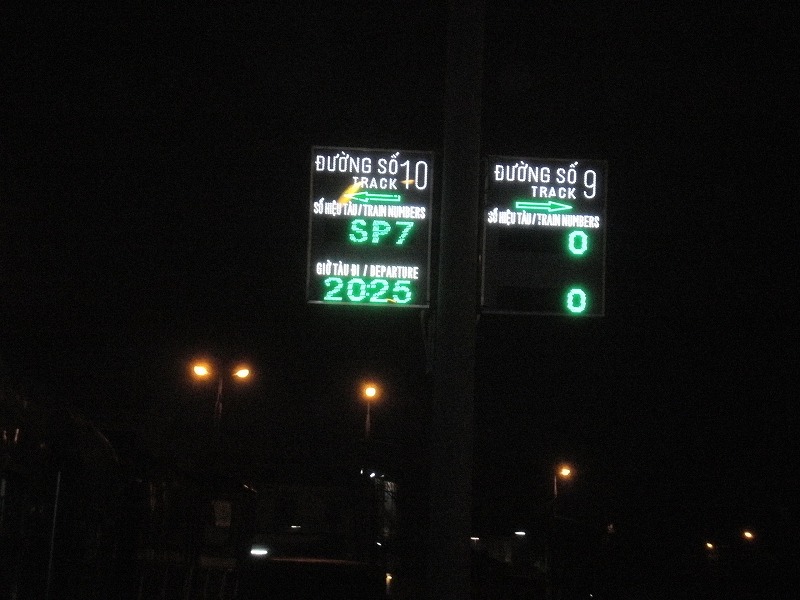 ĐƯỜNG SỐ 10
TRACK
SỐ HIỆU TÀU / TRAIN NUMBERS
SP7
GIỜ TÀU ĐI / DEPARTURE
20:25
ĐƯỜNG SỐ 9
TRACK
SỐ HIỆU TÀU / TRAIN NUMBERS
0
0